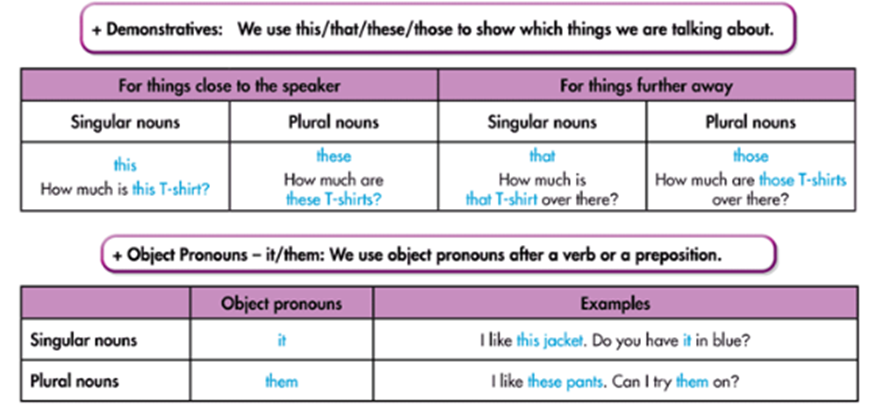 + Demonstratives: We use this/that/these/those to show which things we are talking about.
For things close to the speaker
For things further away
Singular nouns
Plural nouns
Singular nouns
Plural nouns
this
How much is this T-shirt?
these
How much are
these T-shirts?
that
How much is
that T-shirt over there?
those
How much are those T-shirts
over there?
+ Object Pronouns – it/them: We use object pronouns after a verb or a preposition.
Object pronouns
Examples
Singular nouns
it
I like this jacket. Do you have it in blue?
Plural nouns
them
I like these pants. Can I try them on?